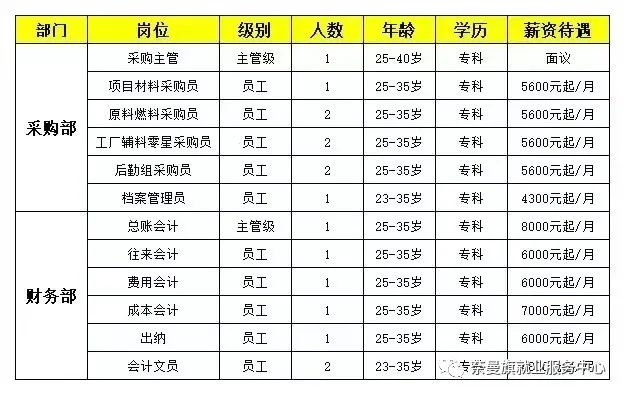 部门 岗位 级别 人数 年龄 学历 薪资待遇
采购部
采购主管 主管级 1 25-40岁 专科 面议
项目材料采购员 员工 1 25-35岁 专科 5600元起/月
原料燃料采购员 员工 2 25-35岁 专科 5600元起/月
工厂辅料零星采购员 员工 2 25-35岁 专科 5600元起/月
后勤组采购员 员工 2 25-35岁 专科 5600元起/月
档案管理员 员工 1 23-35岁 专科 4300元起/月
财务部
总账会计 主管级 1 25-35岁 专科 8000元起/月
往来会计 员工 1 25-35岁 专科 6000元起/月
费用会计 员工 1 25-35岁 专科 6000元起/月
成本会计 员工 1 25-35岁 专科 7000元起/月
出纳 员工 1 25-35岁 专科 6000元起/月
会计文员 员工 2 23-35岁 专科
奈曼旗就业服务中心